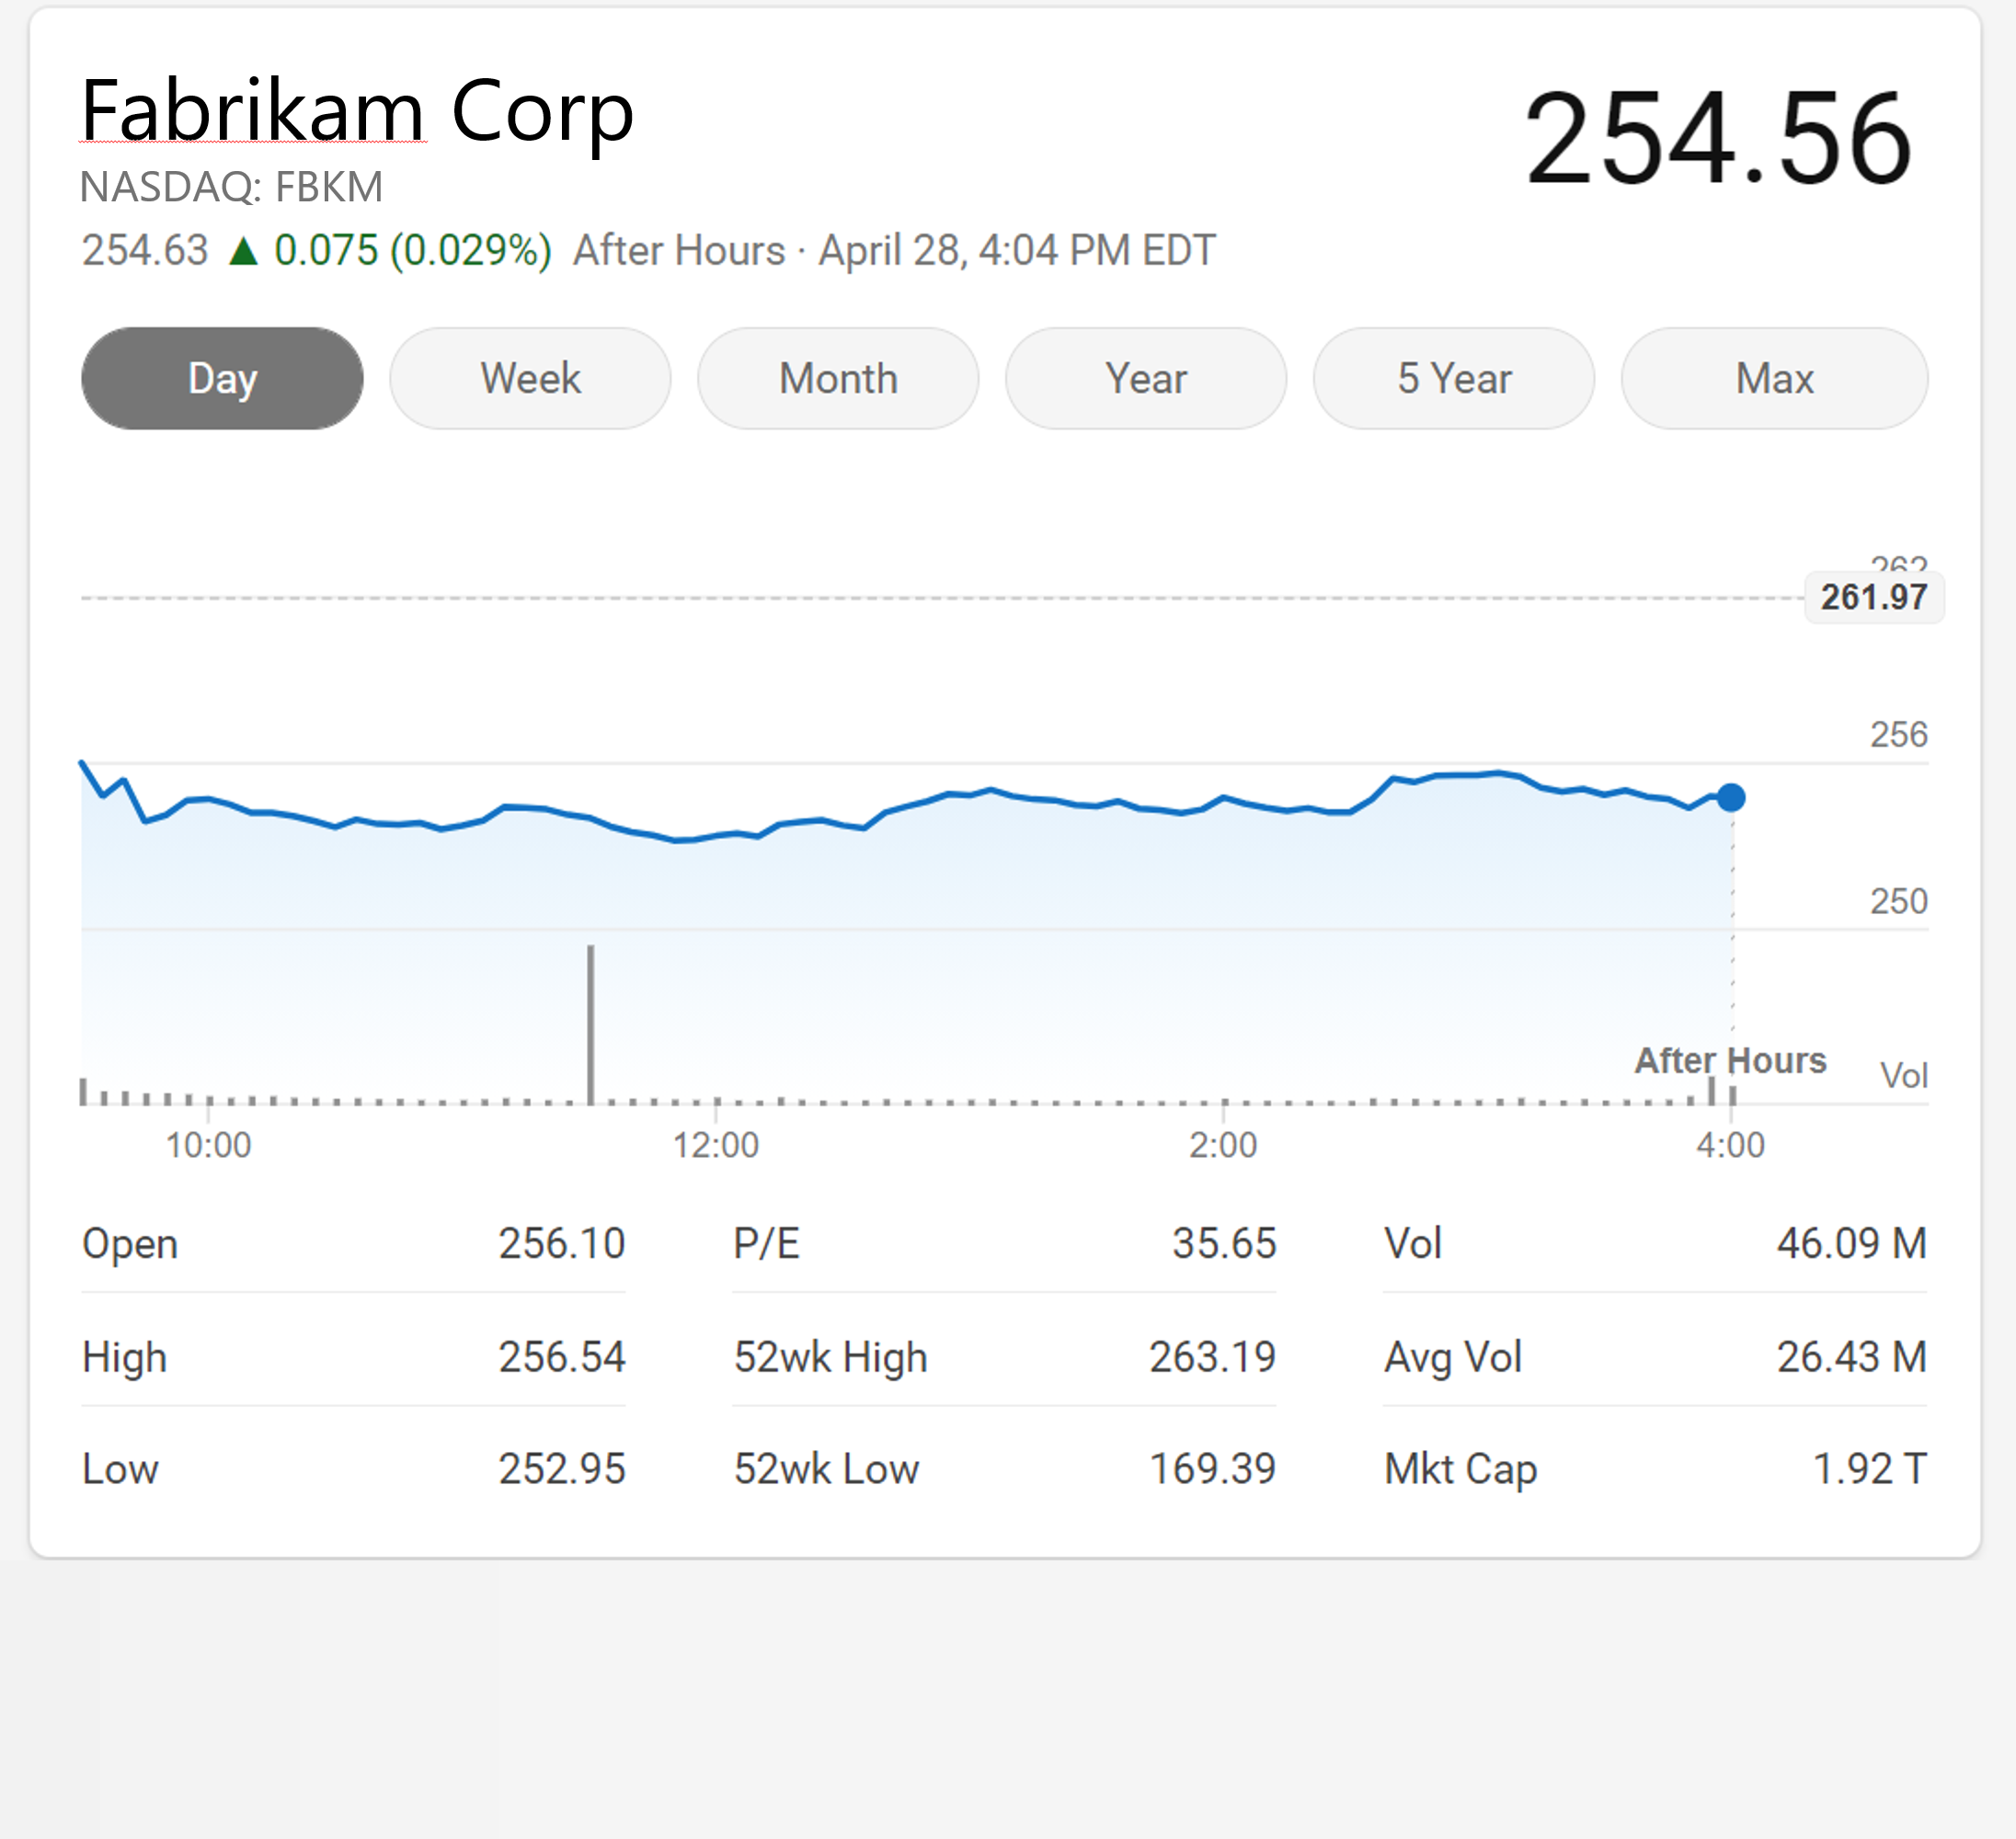 Fabrikam Corp
254.56
NASDAQ: FBKM
254.63 ▲ 0.075 (0.029%) After Hours · April 28, 4:04 PM EDT
Day Week Month Year 5 Year Max
262
261.97
256
250
After Hours Vol
10:00 12:00 2:00 4:00
Open 256.10 P/E 35.65 Vol 46.09 M
High 256.54 52wk High 263.19 Avg Vol 26.43 M
Low 252.95 52wk Low 169.39 Mkt Cap 1.92 T